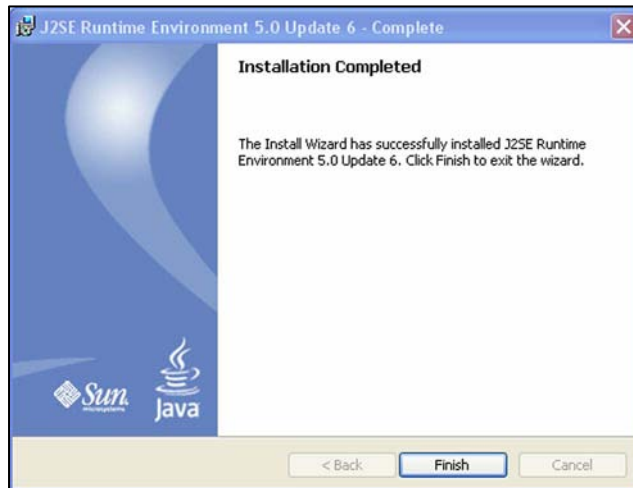 J2SE Runtime Environment 5.0 Update 6 - Complete
Installation Completed
The Install Wizard has successfully installed J2SE Runtime
Environment 5.0 Update 6. Click Finish to exit the wizard.
Sun
microsystems
Java
< Back
Finish
Cancel